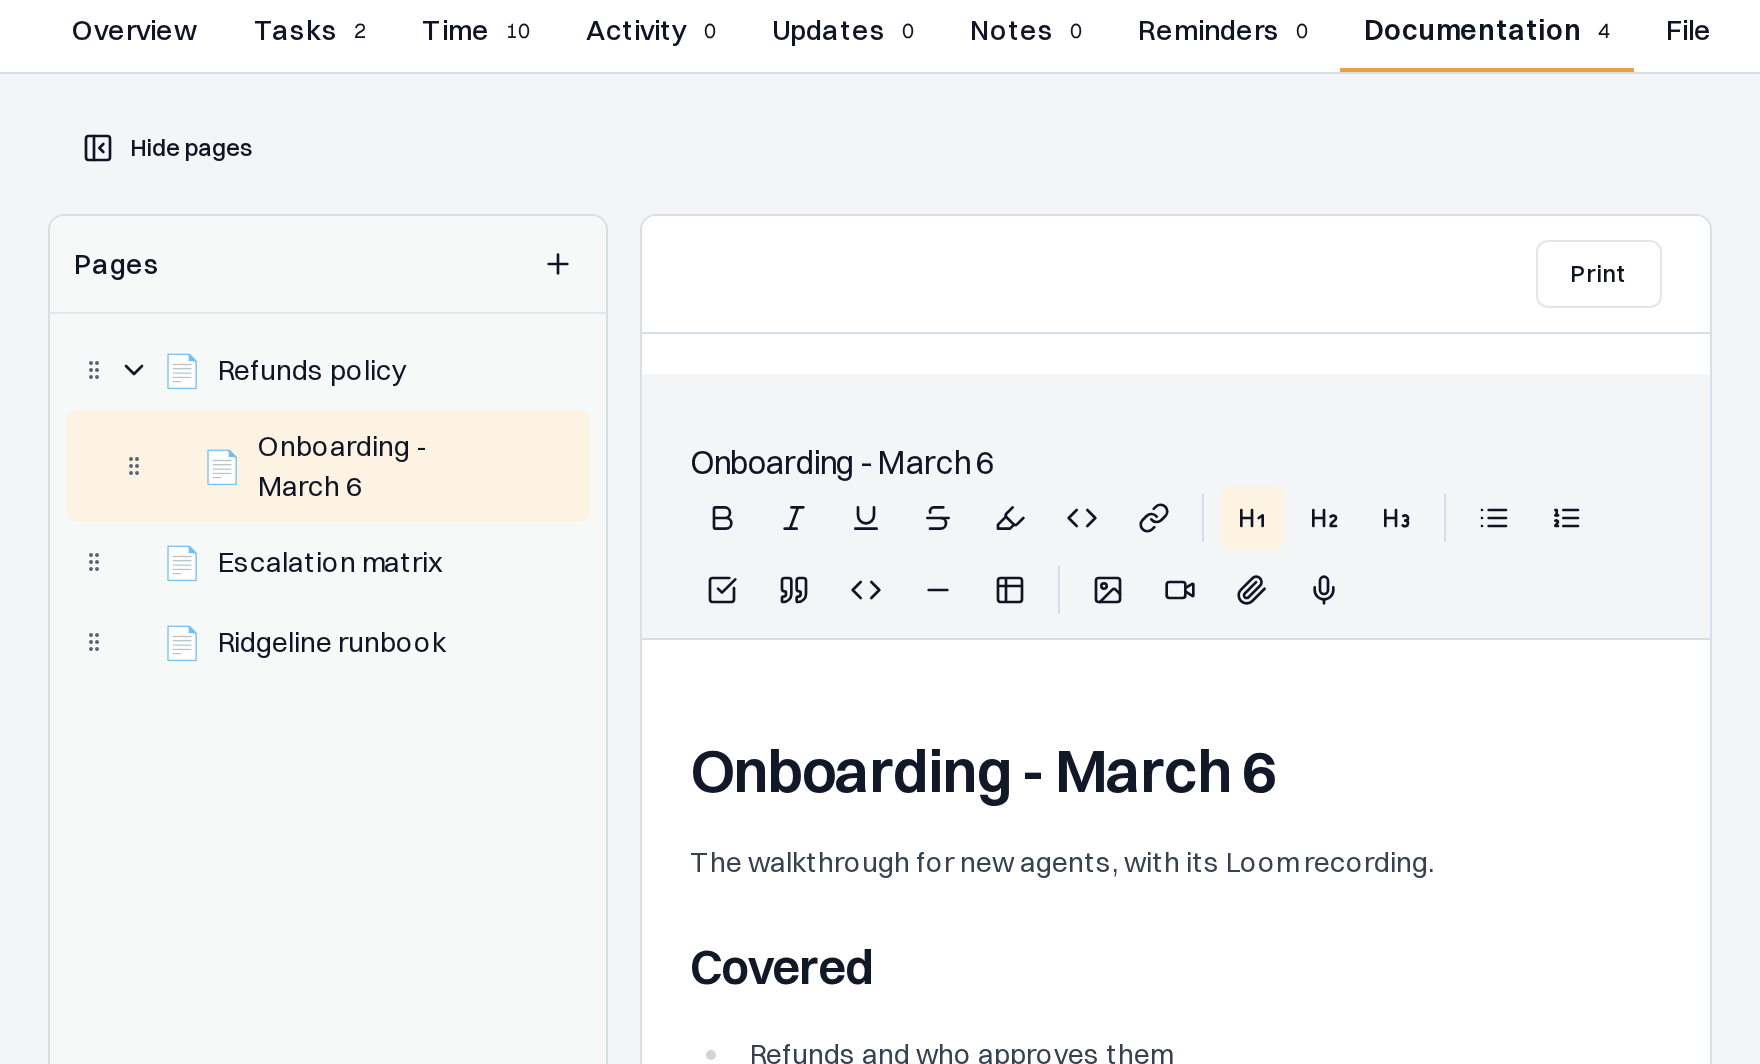 Overview Tasks 2 Time 10 Activity 0 Updates 0 Notes 0 Reminders 0 Documentation 4 File
Hide pages
Pages
Print
Refunds policy
Onboarding -
March 6
Escalation matrix
Ridgeline runbook
Onboarding - March 6
H1 H2 H3
Onboarding - March 6
The walkthrough for new agents, with its Loom recording.
Covered
Refunds and who approves them